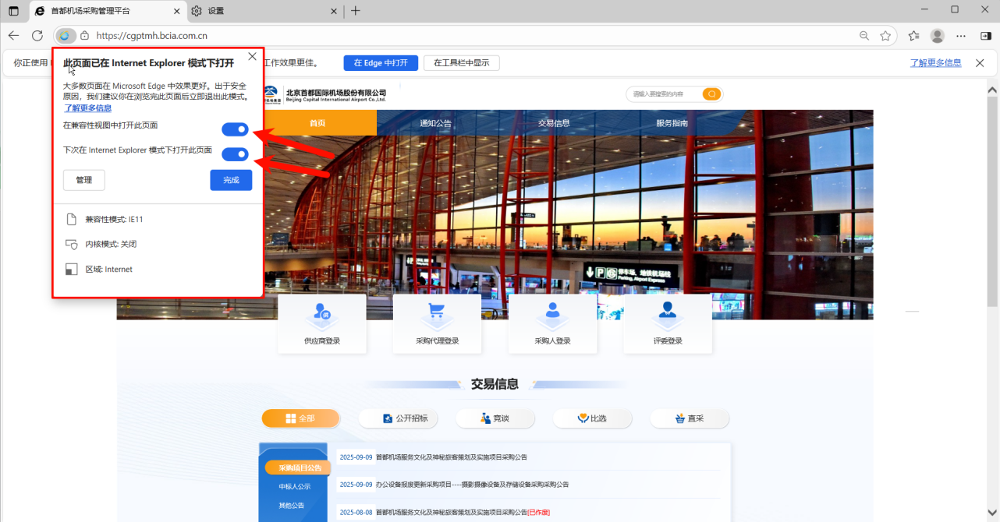 首都机场采购管理平台
设置
https://cgptmh.bcia.com.cn
你正使用
工作效果更佳。
在 Edge 中打开
在工具栏中显示
了解更多信息
此页面已在 Internet Explorer 模式下打开
大多数页面在 Microsoft Edge 中效果更好。出于安全
原因，我们建议你在浏览完此页面后立即退出此模式。
了解更多信息
在兼容性视图中打开此页面
下次在 Internet Explorer 模式下打开此页面
管理
完成
兼容性模式: IE11
内核模式: 关闭
区域: Internet
北京首都国际机场股份有限公司
Beijing Capital International Airport Co.,Ltd.
请输入要搜索的内容
首页
通知公告
交易信息
服务指南
停车场、地铁机场线
Parking, Airport Express
供应商登录
采购代理登录
采购人登录
评委登录
交易信息
全部
公开招标
竞谈
比选
直采
采购项目公告
中标人公示
其他公告
2025-09-09 首都机场服务文化及神秘旅客策划及实施项目采购公告
2025-09-09 办公设备报废更新采购项目----摄影摄像设备及存储设备采购采购公告
2025-08-08 首都机场服务文化及神秘旅客策划及实施项目采购公告[已作废]